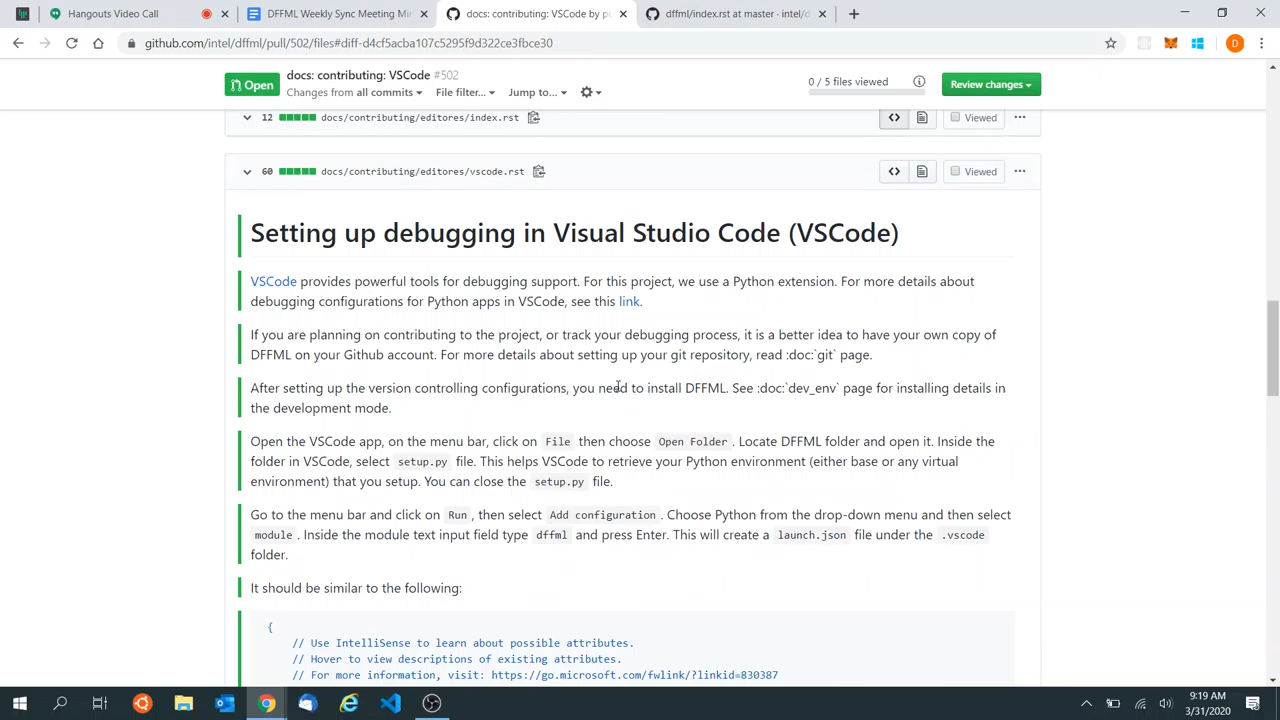 Hangouts Video Call
DFFML Weekly Sync Meeting Mi
docs: contributing: VSCode by p
dffml/index.rst at master · intel/d
github.com/intel/dffml/pull/502/files#diff-d4cf5acba107c5295f9d322ce3fbce30
D
Open
docs: contributing: VSCode #502
Changes from all commits
File filter...
Jump to...
0 / 5 files viewed
Review changes
12 docs/contributing/editores/index.rst
Viewed
60 docs/contributing/editores/vscode.rst
Viewed
Setting up debugging in Visual Studio Code (VSCode)
VSCode provides powerful tools for debugging support. For this project, we use a Python extension. For more details about
debugging configurations for Python apps in VSCode, see this link.
If you are planning on contributing to the project, or track your debugging process, it is a better idea to have your own copy of
DFFML on your Github account. For more details about setting up your git repository, read :doc:`git` page.
After setting up the version controlling configurations, you need to install DFFML. See :doc:`dev_env` page for installing details in
the development mode.
Open the VSCode app, on the menu bar, click on File then choose Open Folder. Locate DFFML folder and open it. Inside the
folder in VSCode, select setup.py file. This helps VSCode to retrieve your Python environment (either base or any virtual
environment) that you setup. You can close the setup.py file.
Go to the menu bar and click on Run, then select Add configuration. Choose Python from the drop-down menu and then select
module. Inside the module text input field type dffml and press Enter. This will create a launch.json file under the .vscode
folder.
It should be similar to the following:
{
// Use IntelliSense to learn about possible attributes.
// Hover to view descriptions of existing attributes.
// For more information, visit: https://go.microsoft.com/fwlink/?linkid=830387
9:19 AM
3/31/2020